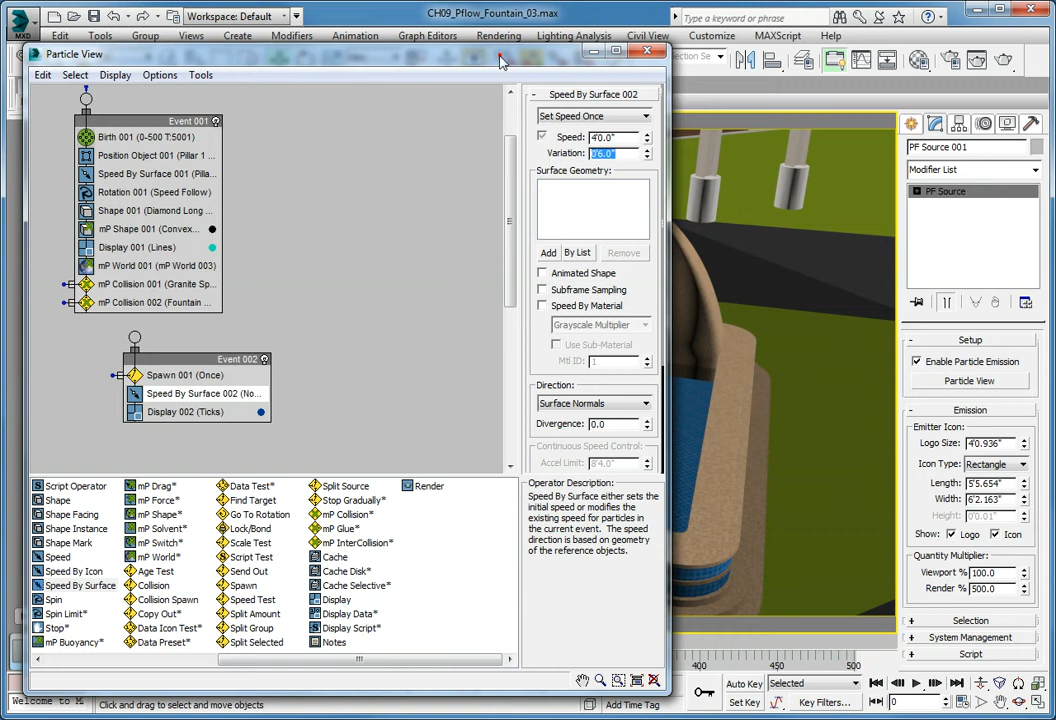 Workspace: Default
CH09_Pflow_Fountain_03.max
Type a keyword or phrase
MXD
Edit Tools Group Views Create Modifiers Animation Graph Editors Rendering Lighting Analysis Civil View Customize MAXScript Help
Particle View
Edit Select Display Options Tools
Event 001
Birth 001 (0-500 T:5001)
Position Object 001 (Pillar 1 ...
Speed By Surface 001 (Pilla...
Rotation 001 (Speed Follow)
Shape 001 (Diamond Long ...
mP Shape 001 (Convex...
Display 001 (Lines)
mP World 001 (mP World 003)
mP Collision 001 (Granite Sp...
mP Collision 002 (Fountain ...
Event 002
Spawn 001 (Once)
Speed By Surface 002 (No...
Display 002 (Ticks)
Speed By Surface 002
Set Speed Once
Speed: 4'0.0"
Variation: 0'6.0"
Surface Geometry:
Add By List Remove
Animated Shape
Subframe Sampling
Speed By Material
Grayscale Multiplier
Use Sub-Material
Mtl ID: 1
Direction:
Surface Normals
Divergence: 0.0
Continuous Speed Control:
Accel Limit: 8'4.0"
Script Operator mP Drag* Data Test* Split Source Render
Shape mP Force* Find Target Stop Gradually*
Shape Facing mP Shape* Go To Rotation mP Collision*
Shape Instance mP Solvent* Lock/Bond mP Glue*
Shape Mark mP Switch* Scale Test mP InterCollision*
Speed mP World* Script Test Cache
Speed By Icon Age Test Send Out Cache Disk*
Speed By Surface Collision Spawn Cache Selective*
Spin Collision Spawn Speed Test Display
Spin Limit* Copy Out* Split Amount Display Data*
Stop* Data Icon Test* Split Group Display Script*
mP Buoyancy* Data Preset* Split Selected Notes
Operator Description:
Speed By Surface either sets the
initial speed or modifies the
existing speed for particles in
the current event. The speed
direction is based on geometry
of the reference objects.
PF Source 001
Modifier List
PF Source
Setup
Enable Particle Emission
Particle View
Emission
Emitter Icon:
Logo Size: 4'0.936"
Icon Type: Rectangle
Length: 5'5.654"
Width: 6'2.163"
Height: 0'0.01"
Show: Logo Icon
Quantity Multiplier:
Viewport % 100.0
Render % 500.0
Selection
System Management
Script
400 450 500
Auto Key Selected
Set Key Key Filters...
0
Welcome to M
Click and drag to select and move objects
Add Time Tag